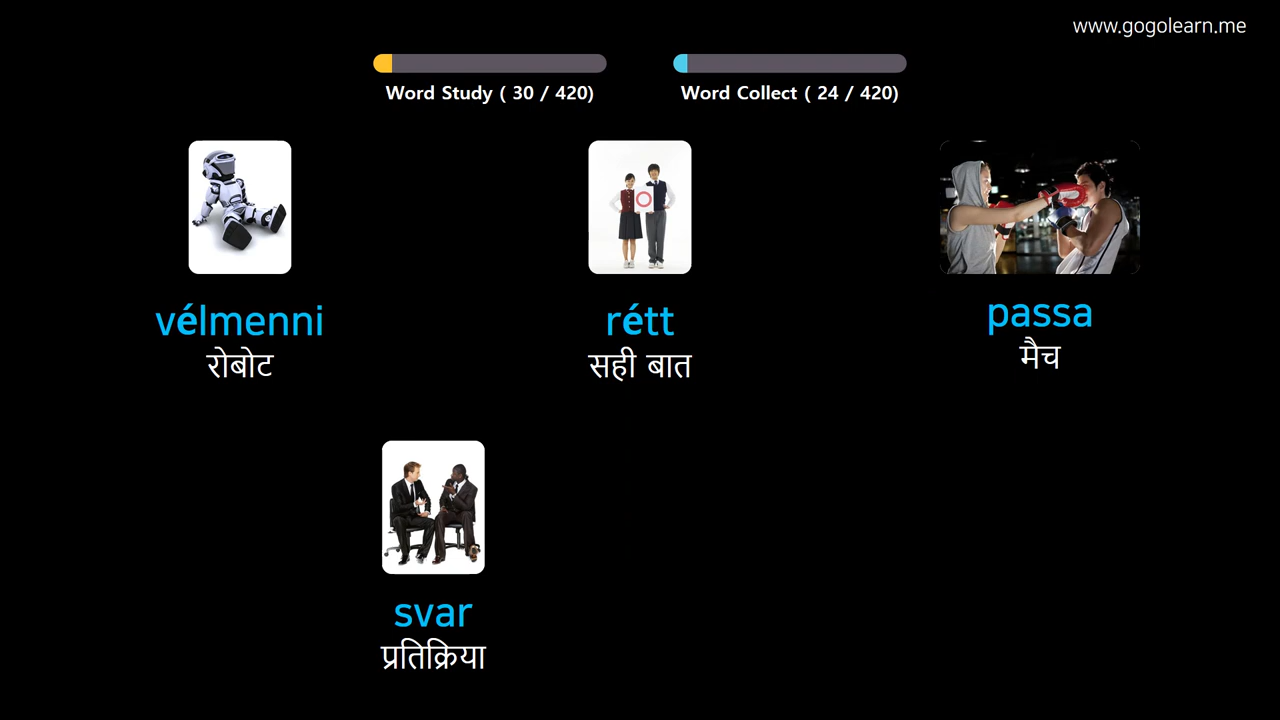 www.gogolearn.me
Word Study ( 30 / 420)
Word Collect ( 24 / 420)
vélmenni
रोबोट
rétt
सही बात
passa
मैच
svar
प्रतिक्रिया